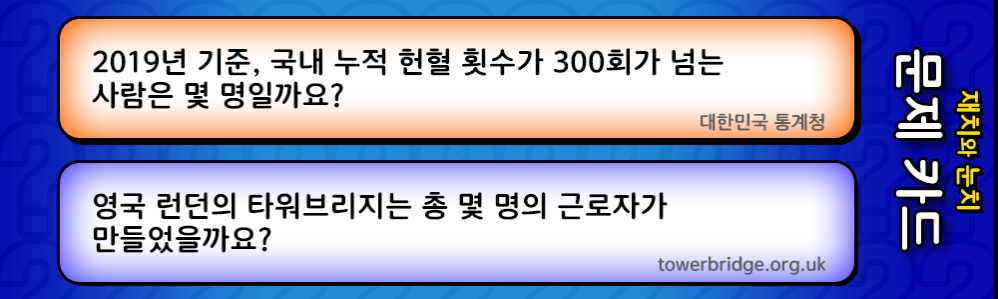 2019년 기준, 국내 누적 헌혈 횟수가 300회가 넘는
사람은 몇 명일까요?
대한민국 통계청
영국 런던의 타워브리지는 총 몇 명의 근로자가
만들었을까요?
towerbridge.org.uk
재치와 눈치
문제 카드